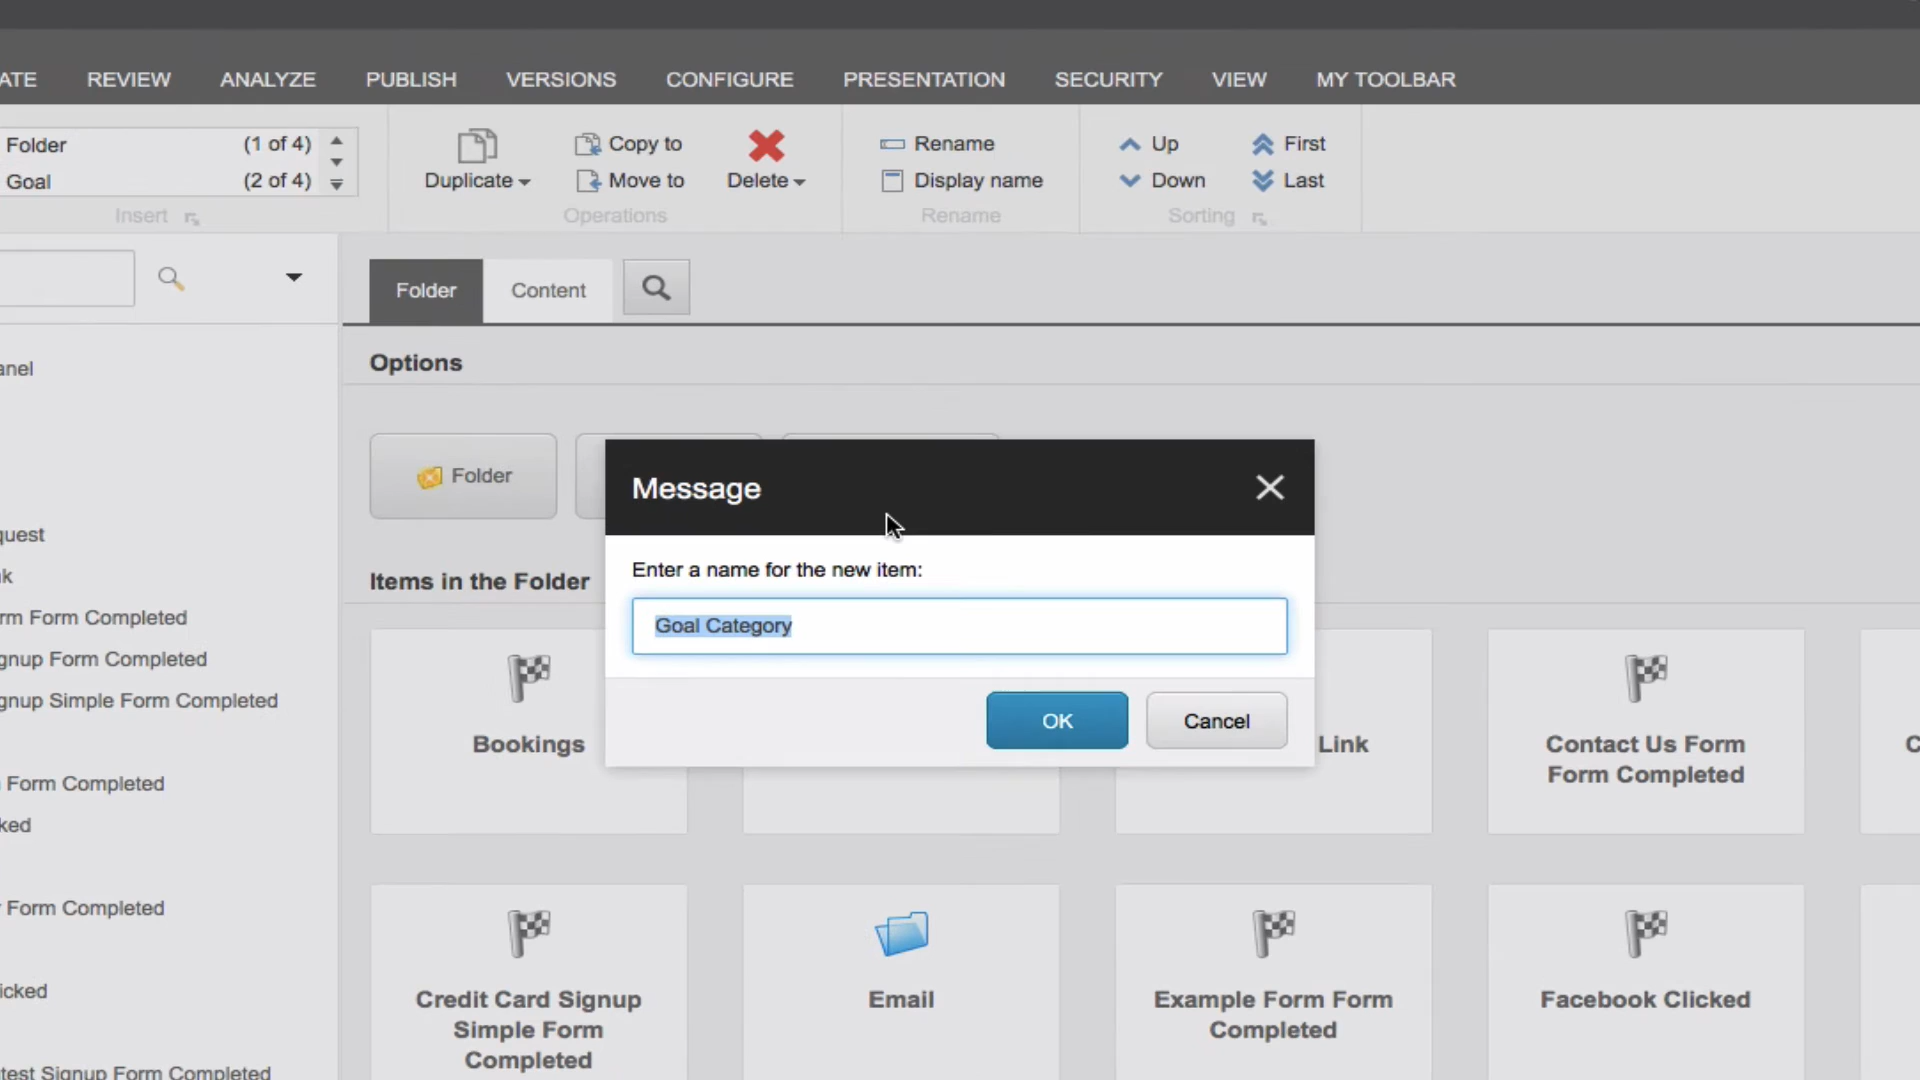 ATE REVIEW ANALYZE PUBLISH VERSIONS CONFIGURE PRESENTATION SECURITY VIEW MY TOOLBAR
Folder (1 of 4)
Goal (2 of 4)
Insert
Duplicate
Copy to
Move to
Delete
Operations
Rename
Display name
Rename
Up
Down
First
Last
Sorting
Folder Content
Options
Folder
Message
Enter a name for the new item:
Goal Category
OK Cancel
Items in the Folder
anel
quest
nk
rm Form Completed
gnup Form Completed
gnup Simple Form Completed
Form Completed
ked
r Form Completed
icked
test Signup Form Completed
Bookings
Link
Contact Us Form
Form Completed
C
Credit Card Signup
Simple Form
Completed
Email
Example Form Form
Completed
Facebook Clicked